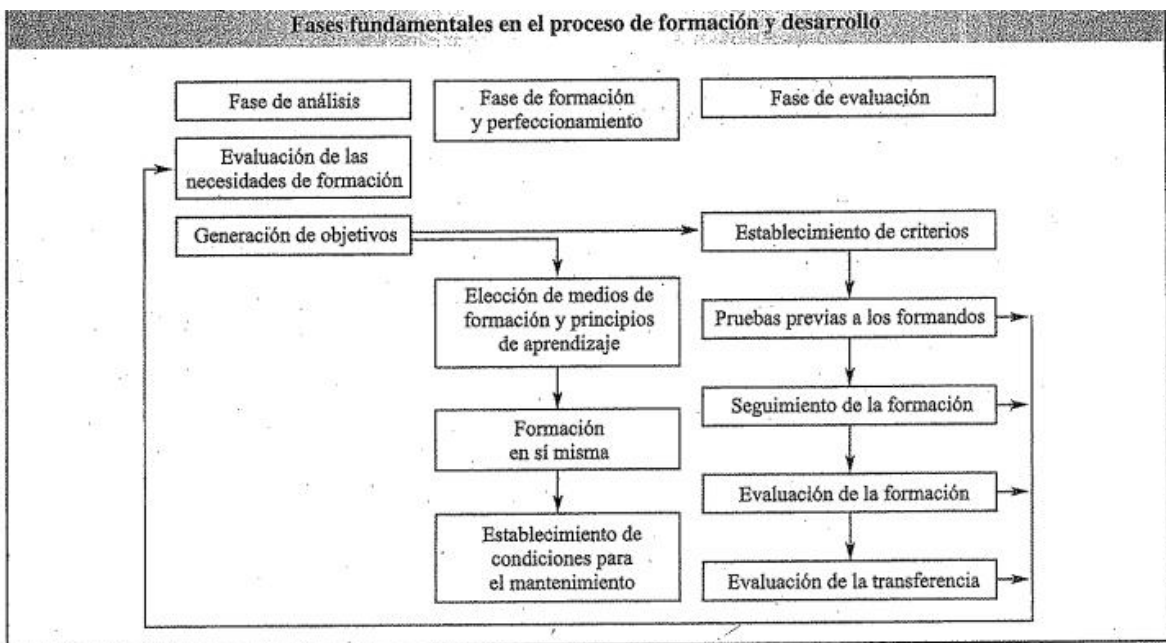 Fases fundamentales en el proceso de formación y desarrollo
Fase de análisis
Fase de formación
y perfeccionamiento
Fase de evaluación
Evaluación de las
necesidades de formación
Generación de objetivos
Establecimiento de criterios
Elección de medios de
formación y principios
de aprendizaje
Pruebas previas a los formandos
Seguimiento de la formación
Formación
en sí misma
Evaluación de la formación
Establecimiento de
condiciones para
el mantenimiento
Evaluación de la transferencia